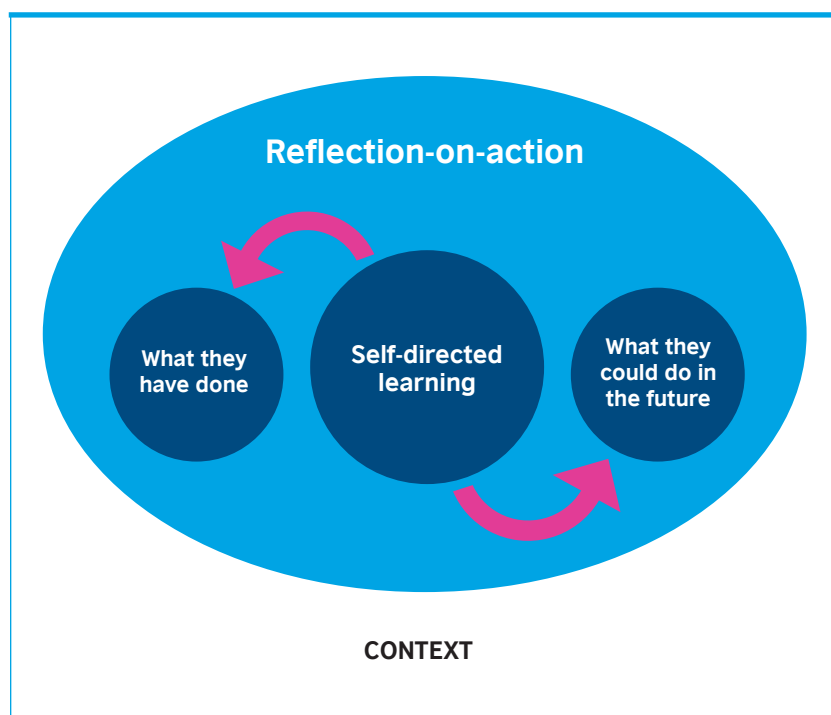 Reflection-on-action
What they
have done
Self-directed
learning
What they
could do in
the future
CONTEXT